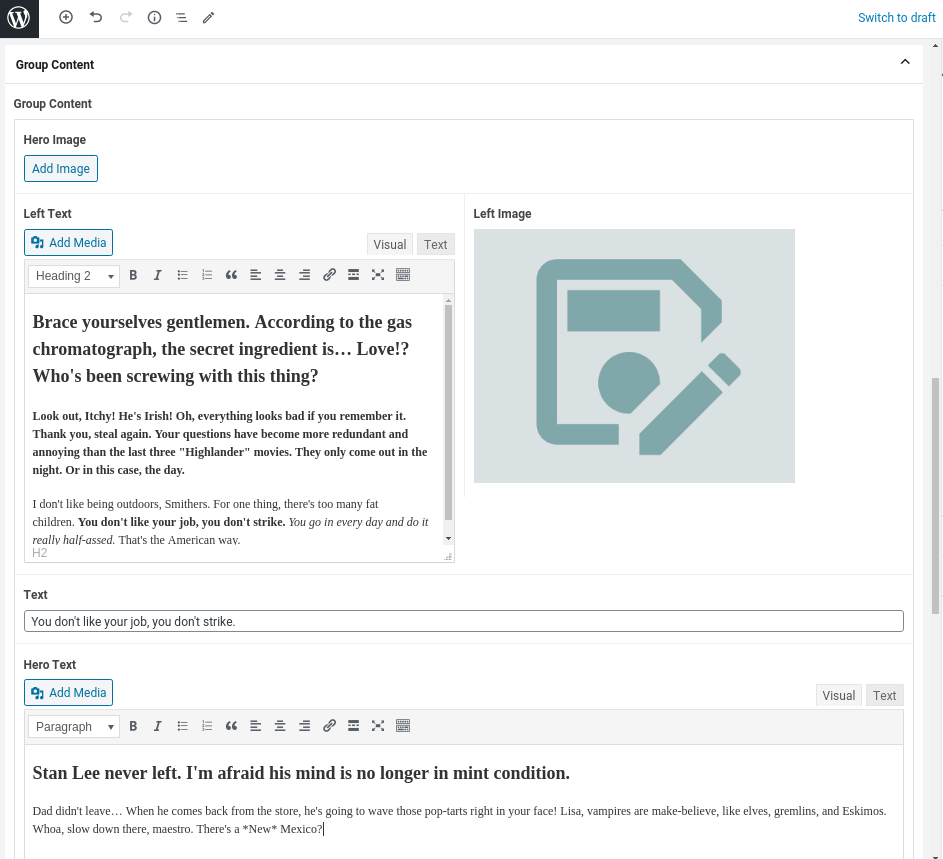 Switch to draft
Group Content
Group Content
Hero Image
Add Image
Left Text
Add Media
Visual
Text
Heading 2
Brace yourselves gentlemen. According to the gas
chromatograph, the secret ingredient is… Love!?
Who's been screwing with this thing?
Look out, Itchy! He's Irish! Oh, everything looks bad if you remember it.
Thank you, steal again. Your questions have become more redundant and
annoying than the last three "Highlander" movies. They only come out in the
night. Or in this case, the day.
I don't like being outdoors, Smithers. For one thing, there's too many fat
children. You don't like your job, you don't strike. You go in every day and do it
really half-assed. That's the American way.
H2
Left Image
Text
You don't like your job, you don't strike.
Hero Text
Add Media
Visual
Text
Paragraph
Stan Lee never left. I'm afraid his mind is no longer in mint condition.
Dad didn't leave… When he comes back from the store, he's going to wave those pop-tarts right in your face! Lisa, vampires are make-believe, like elves, gremlins, and Eskimos.
Whoa, slow down there, maestro. There's a *New* Mexico?